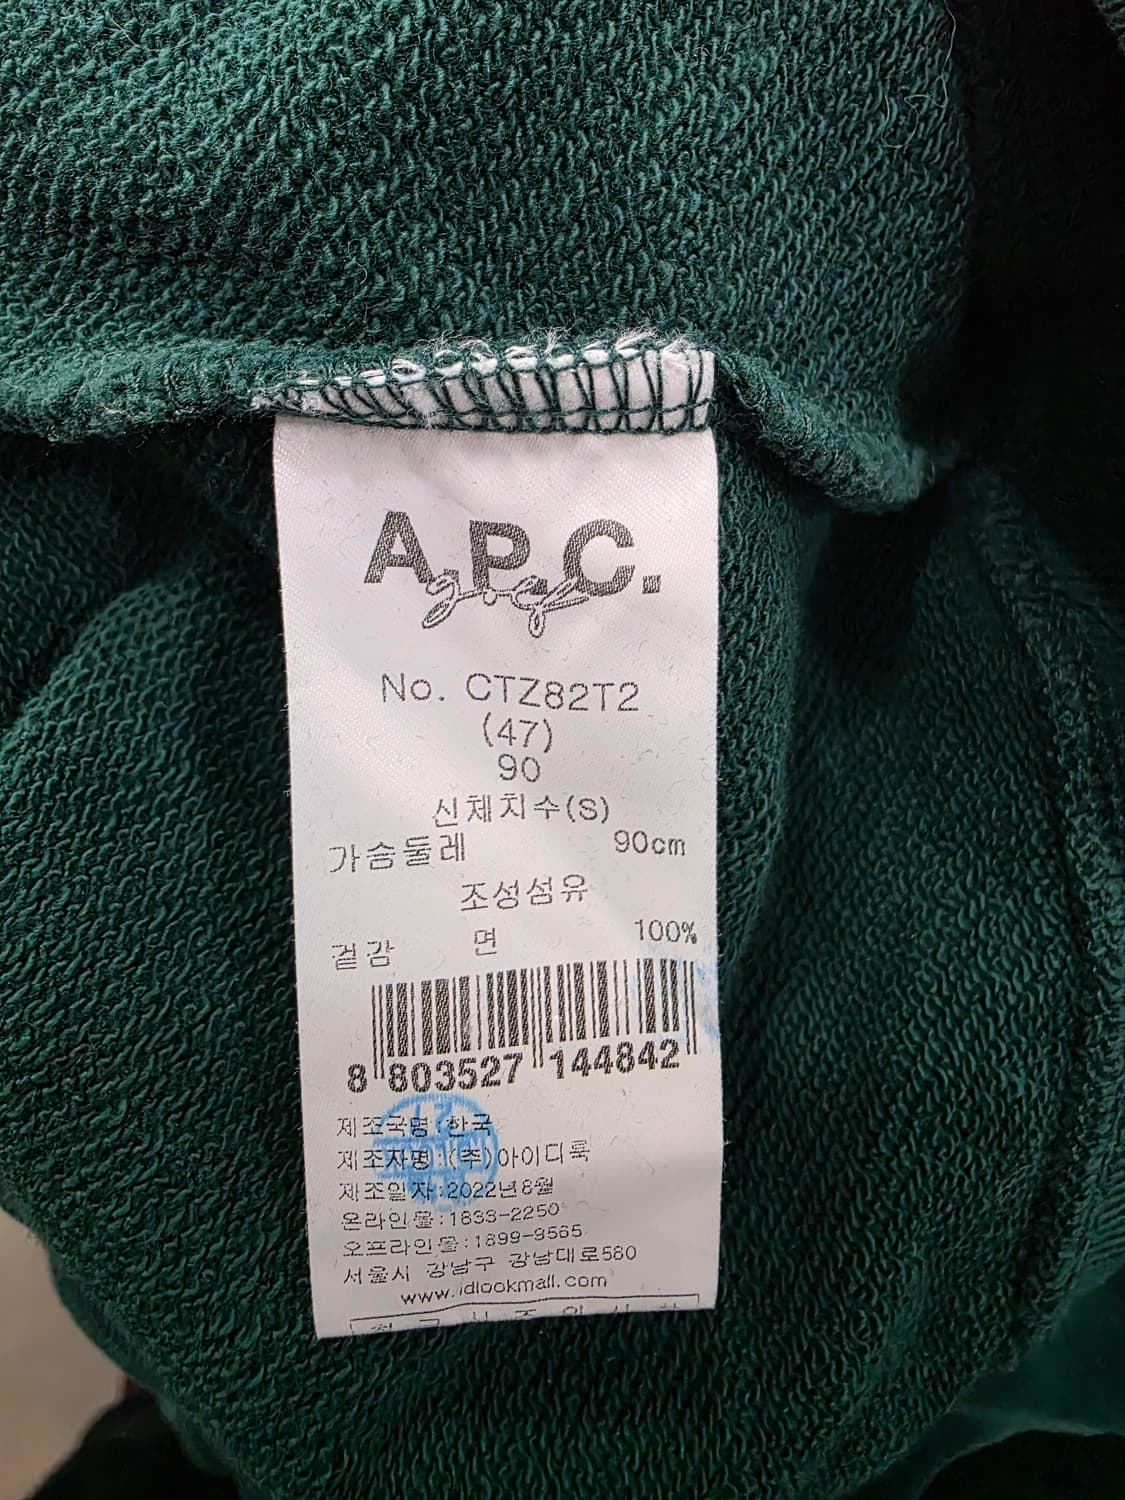 A.P.C.
golf
No. CTZ82T2
(47)
90
신체치수(S)
가슴둘레 90cm
조성섬유
겉감 면 100%
8 803527 144842
제조국명:한국
제조자명:(주)아이디룩
제조일자:2022년8월
온라인몰:1833-2250
오프라인몰:1899-9565
서울시 강남구 강남대로580
www.idlookmall.com